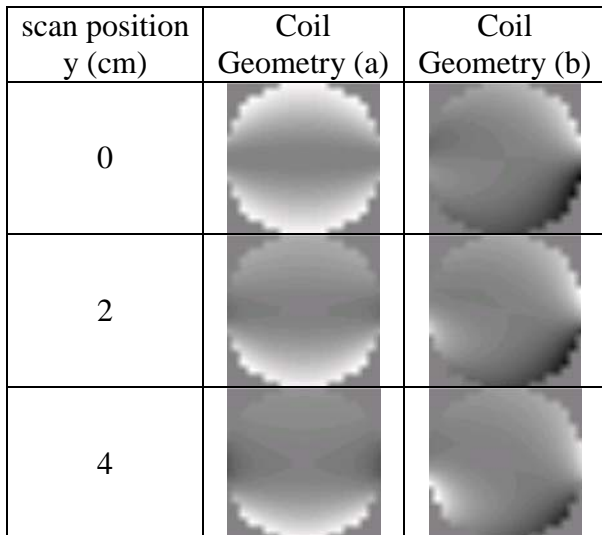 scan position
y (cm)
Coil
Geometry (a)
Coil
Geometry (b)
0
2
4